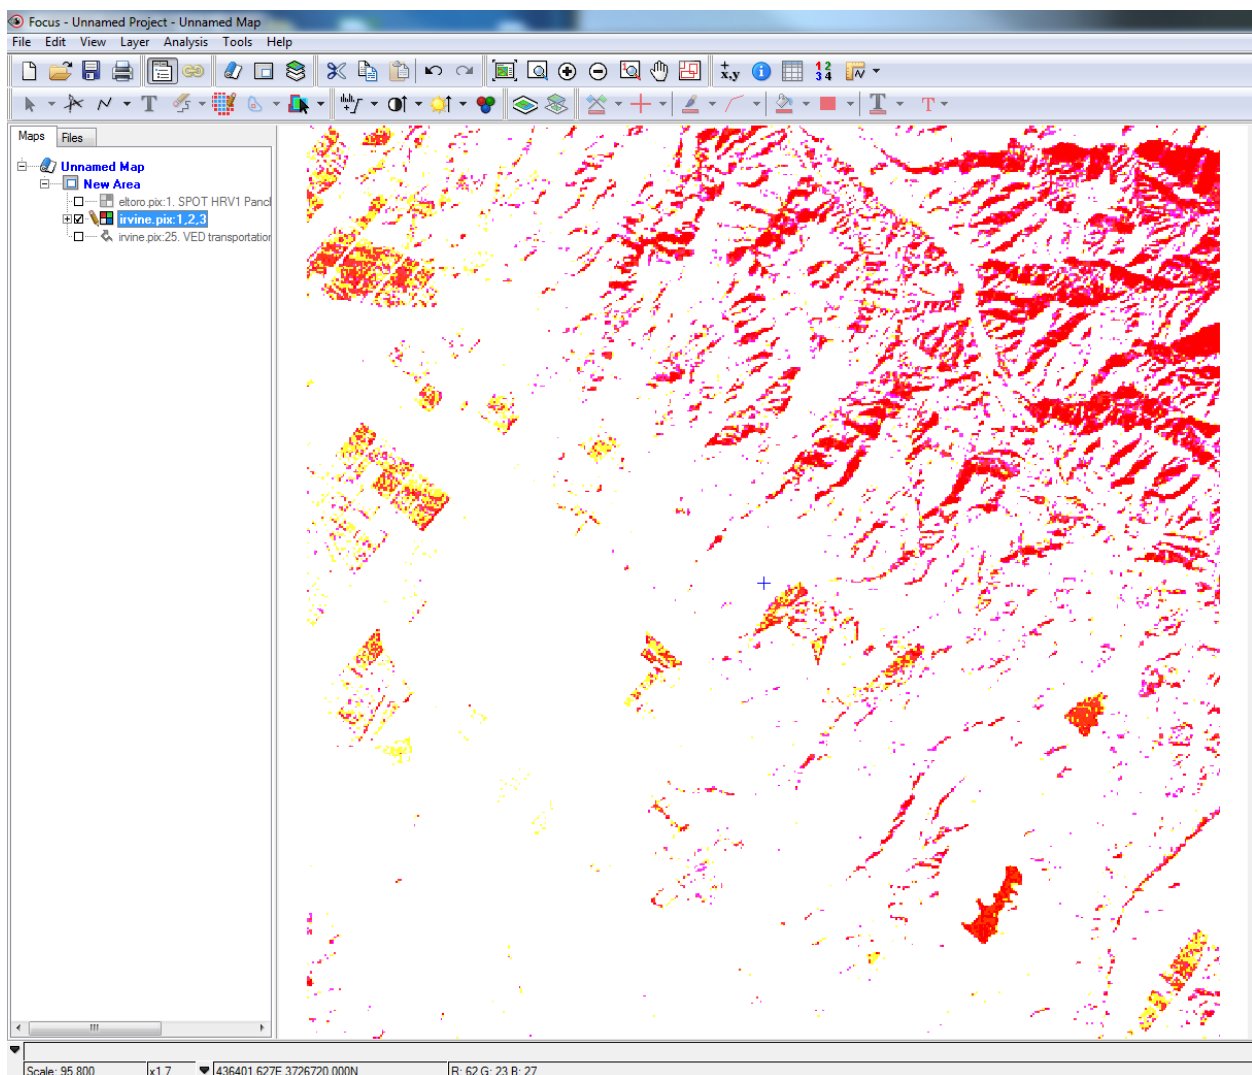 Focus - Unnamed Project - Unnamed Map
File Edit View Layer Analysis Tools Help
Maps Files
Unnamed Map
New Area
eltoro.pix:1. SPOT HRV1 Pancl
irvine.pix:1,2,3
irvine.pix:25. VED transportatior
Scale: 95,800 x1.7 436401.627E 3726720.000N R: 62 G: 23 B: 27